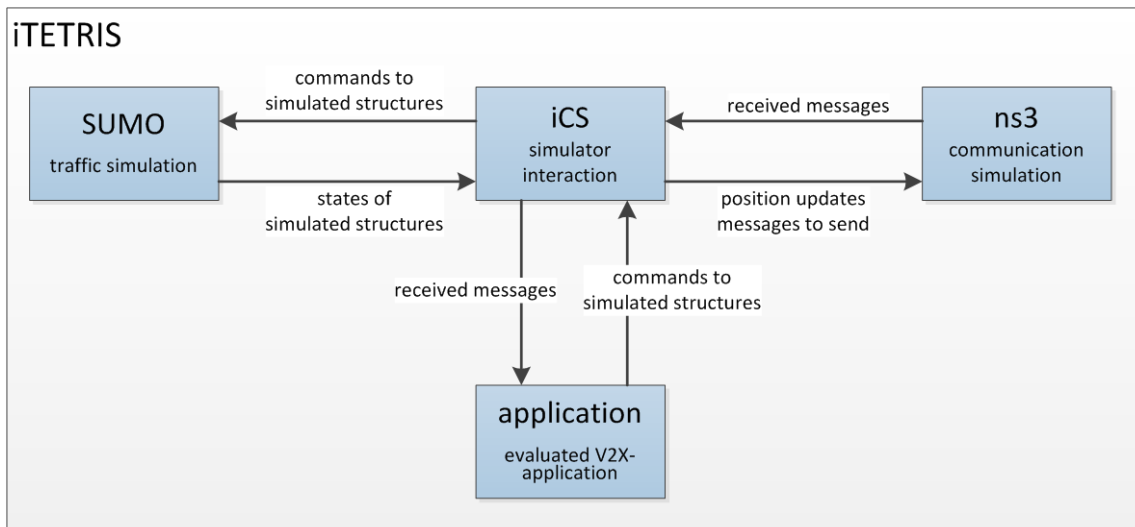 iTETRIS
commands to
simulated structures
SUMO
traffic simulation
iCS
simulator
interaction
received messages
ns3
communication
simulation
states of
simulated structures
position updates
messages to send
received messages
commands to
simulated structures
application
evaluated V2X-
application